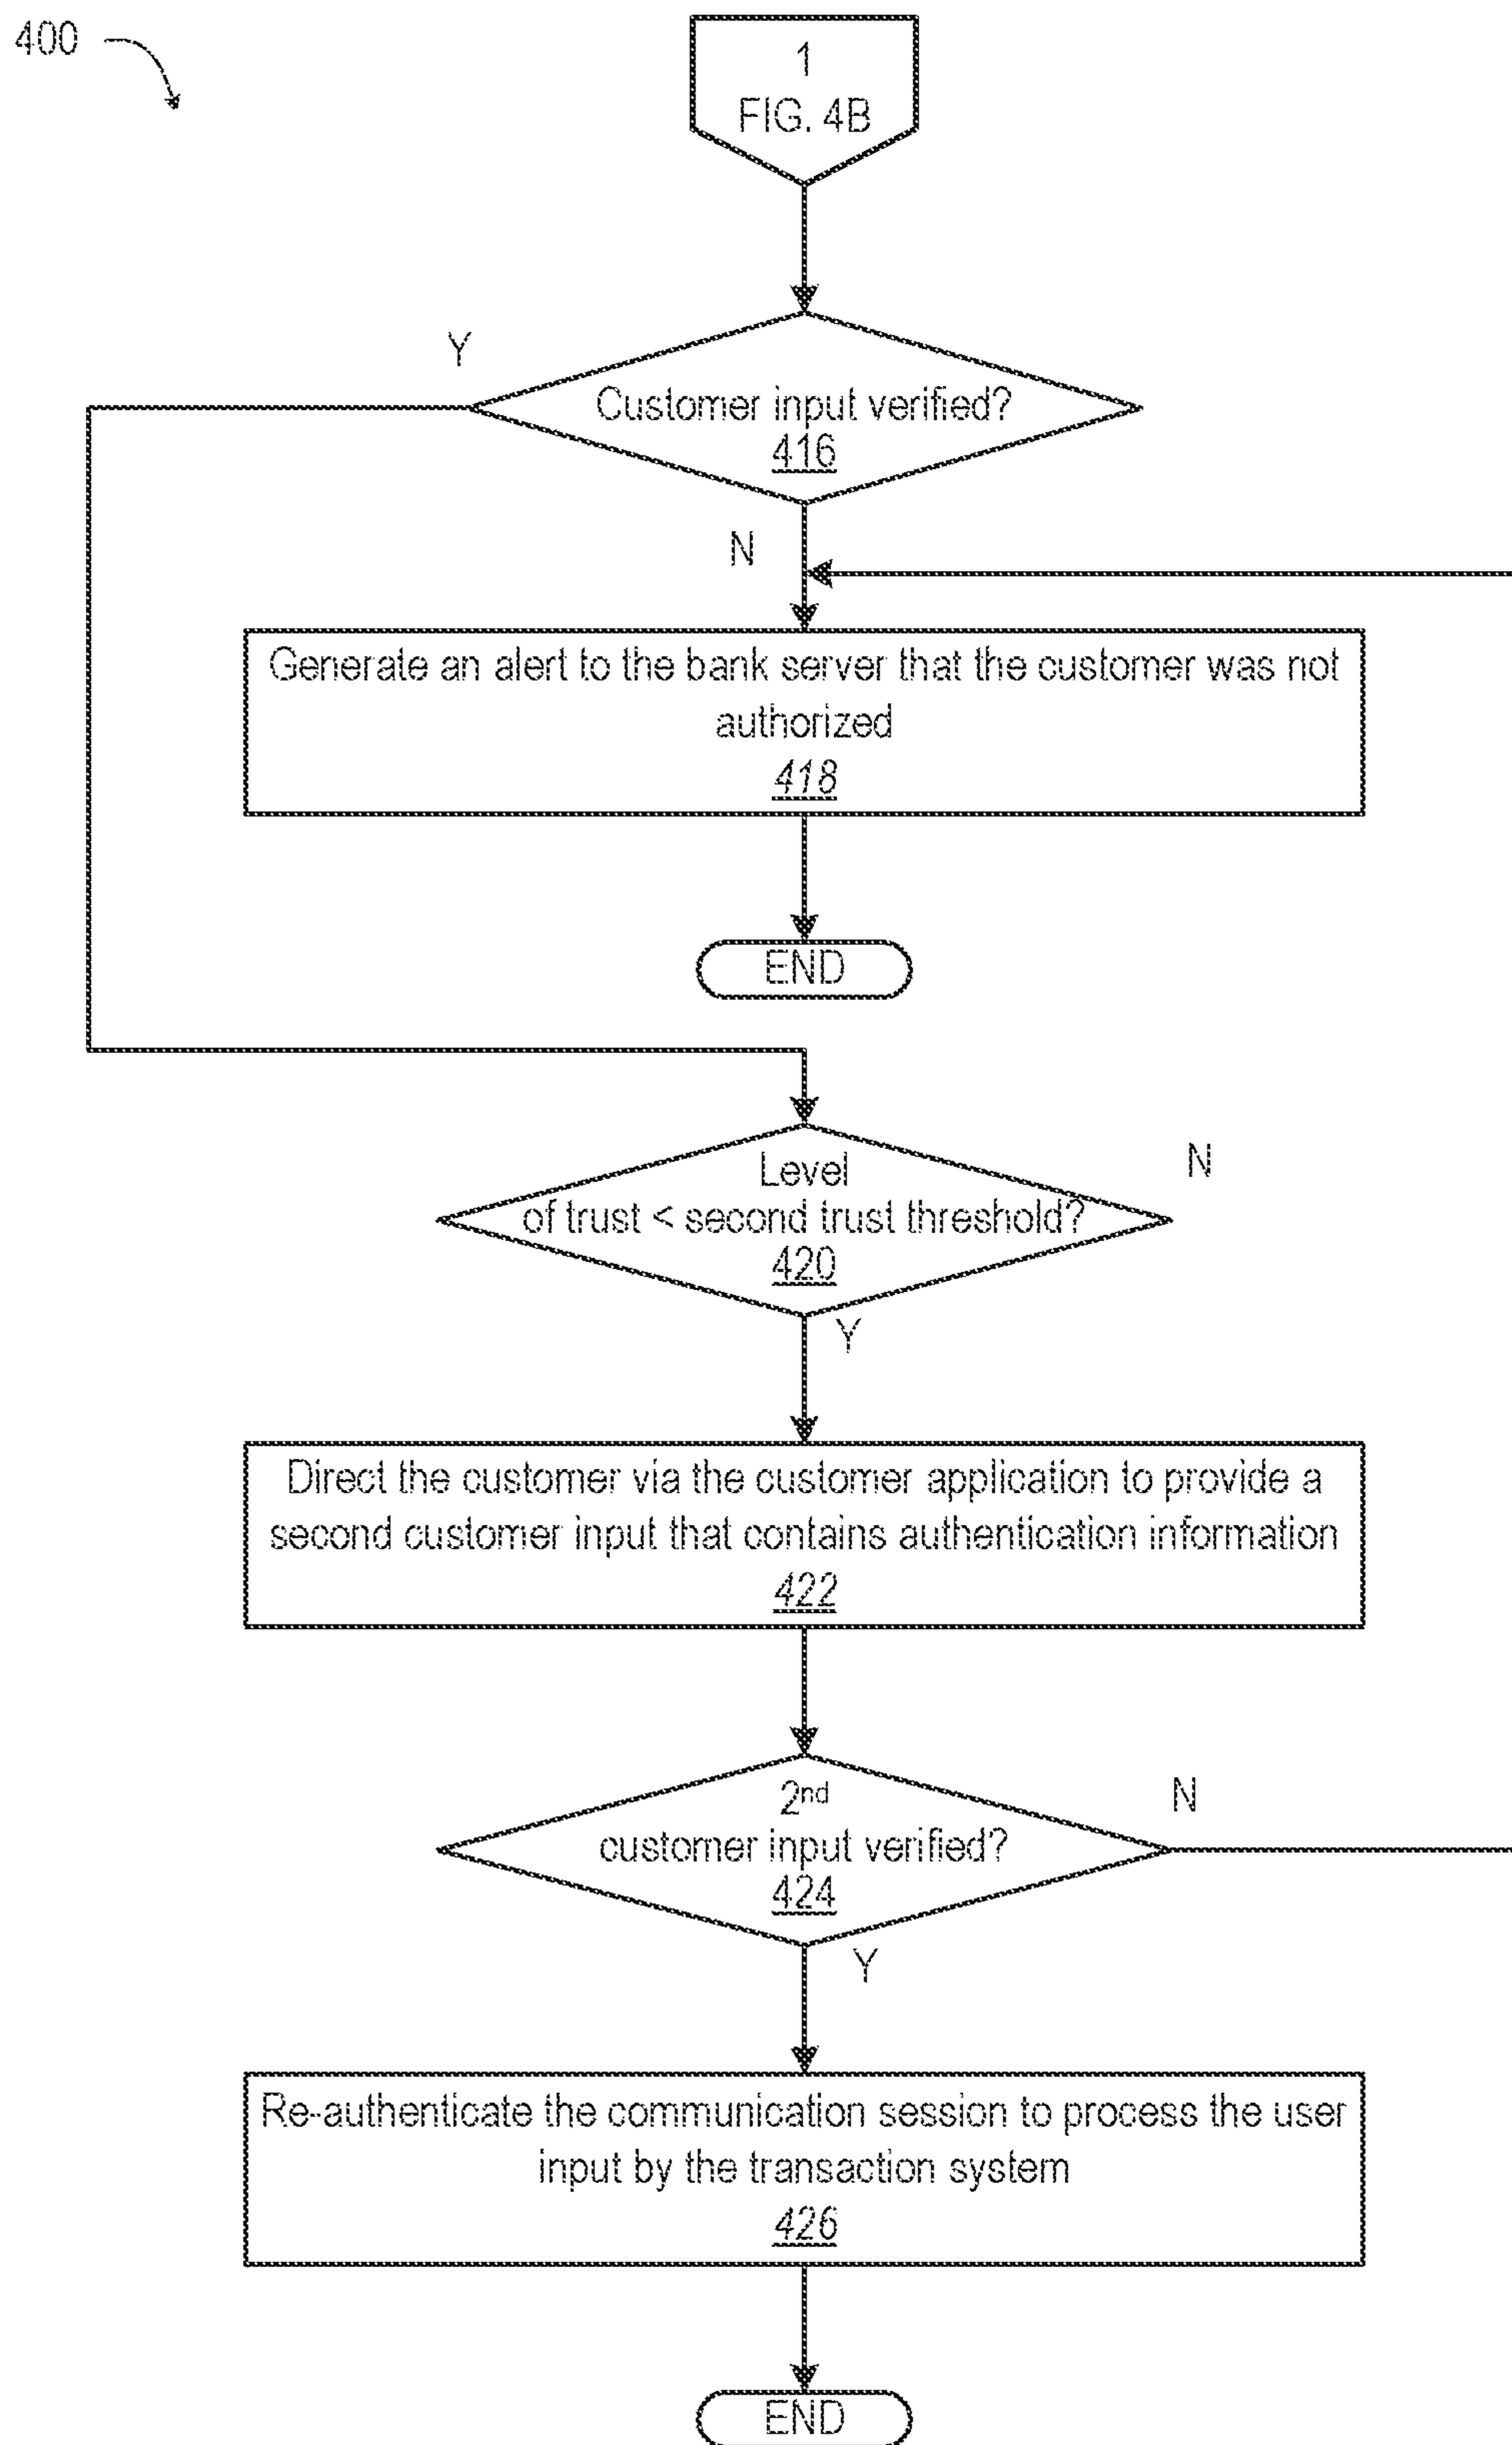 400
1
FIG. 4B
Y
Customer input verified?
416
N
Generate an alert to the bank server that the customer was not
authorized
418
END
Level
of trust < second trust threshold?
420
N
Y
Direct the customer via the customer application to provide a
second customer input that contains authentication information
422
2nd
customer input verified?
424
N
Y
Re-authenticate the communication session to process the user
input by the transaction system
426
END